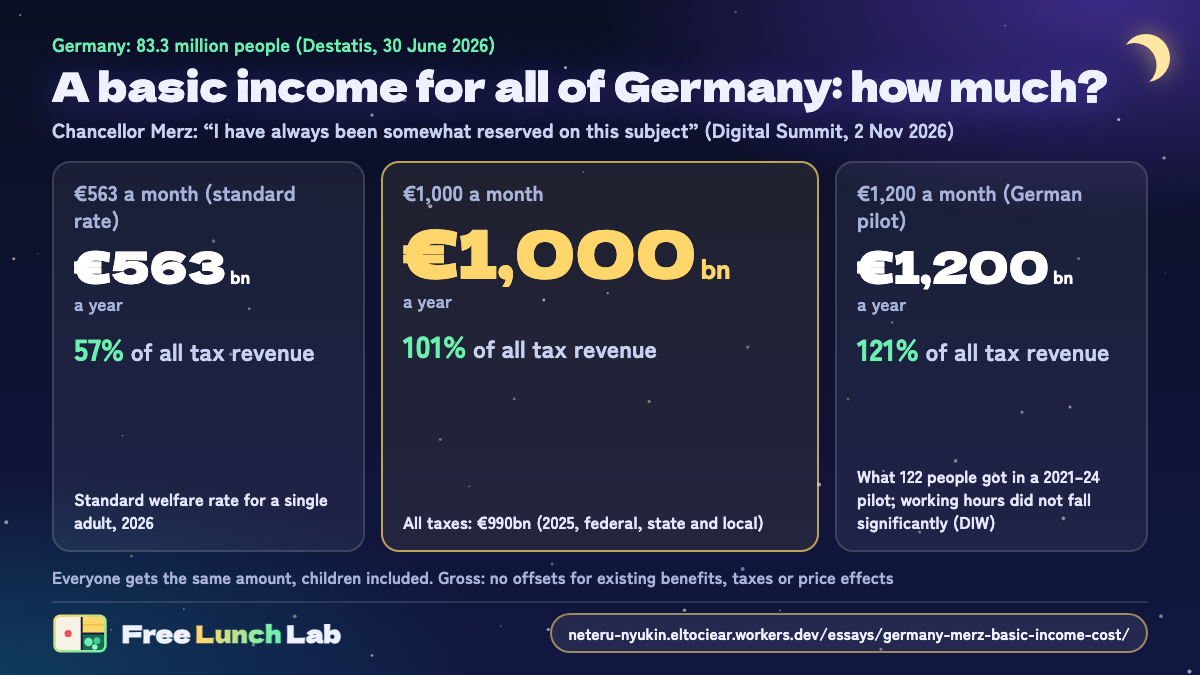 Germany: 83.3 million people (Destatis, 30 June 2026)
A basic income for all of Germany: how much?
Chancellor Merz: “I have always been somewhat reserved on this subject” (Digital Summit, 2 Nov 2026)
€563 a month (standard
rate)
€563 bn
a year
57% of all tax revenue
Standard welfare rate for a single
adult, 2026
€1,000 a month
€1,000 bn
a year
101% of all tax revenue
All taxes: €990bn (2025, federal, state and local)
€1,200 a month (German
pilot)
€1,200 bn
a year
121% of all tax revenue
What 122 people got in a 2021–24
pilot; working hours did not fall
significantly (DIW)
Everyone gets the same amount, children included. Gross: no offsets for existing benefits, taxes or price effects
Free Lunch Lab
neteru-nyukin.eltociear.workers.dev/essays/germany-merz-basic-income-cost/